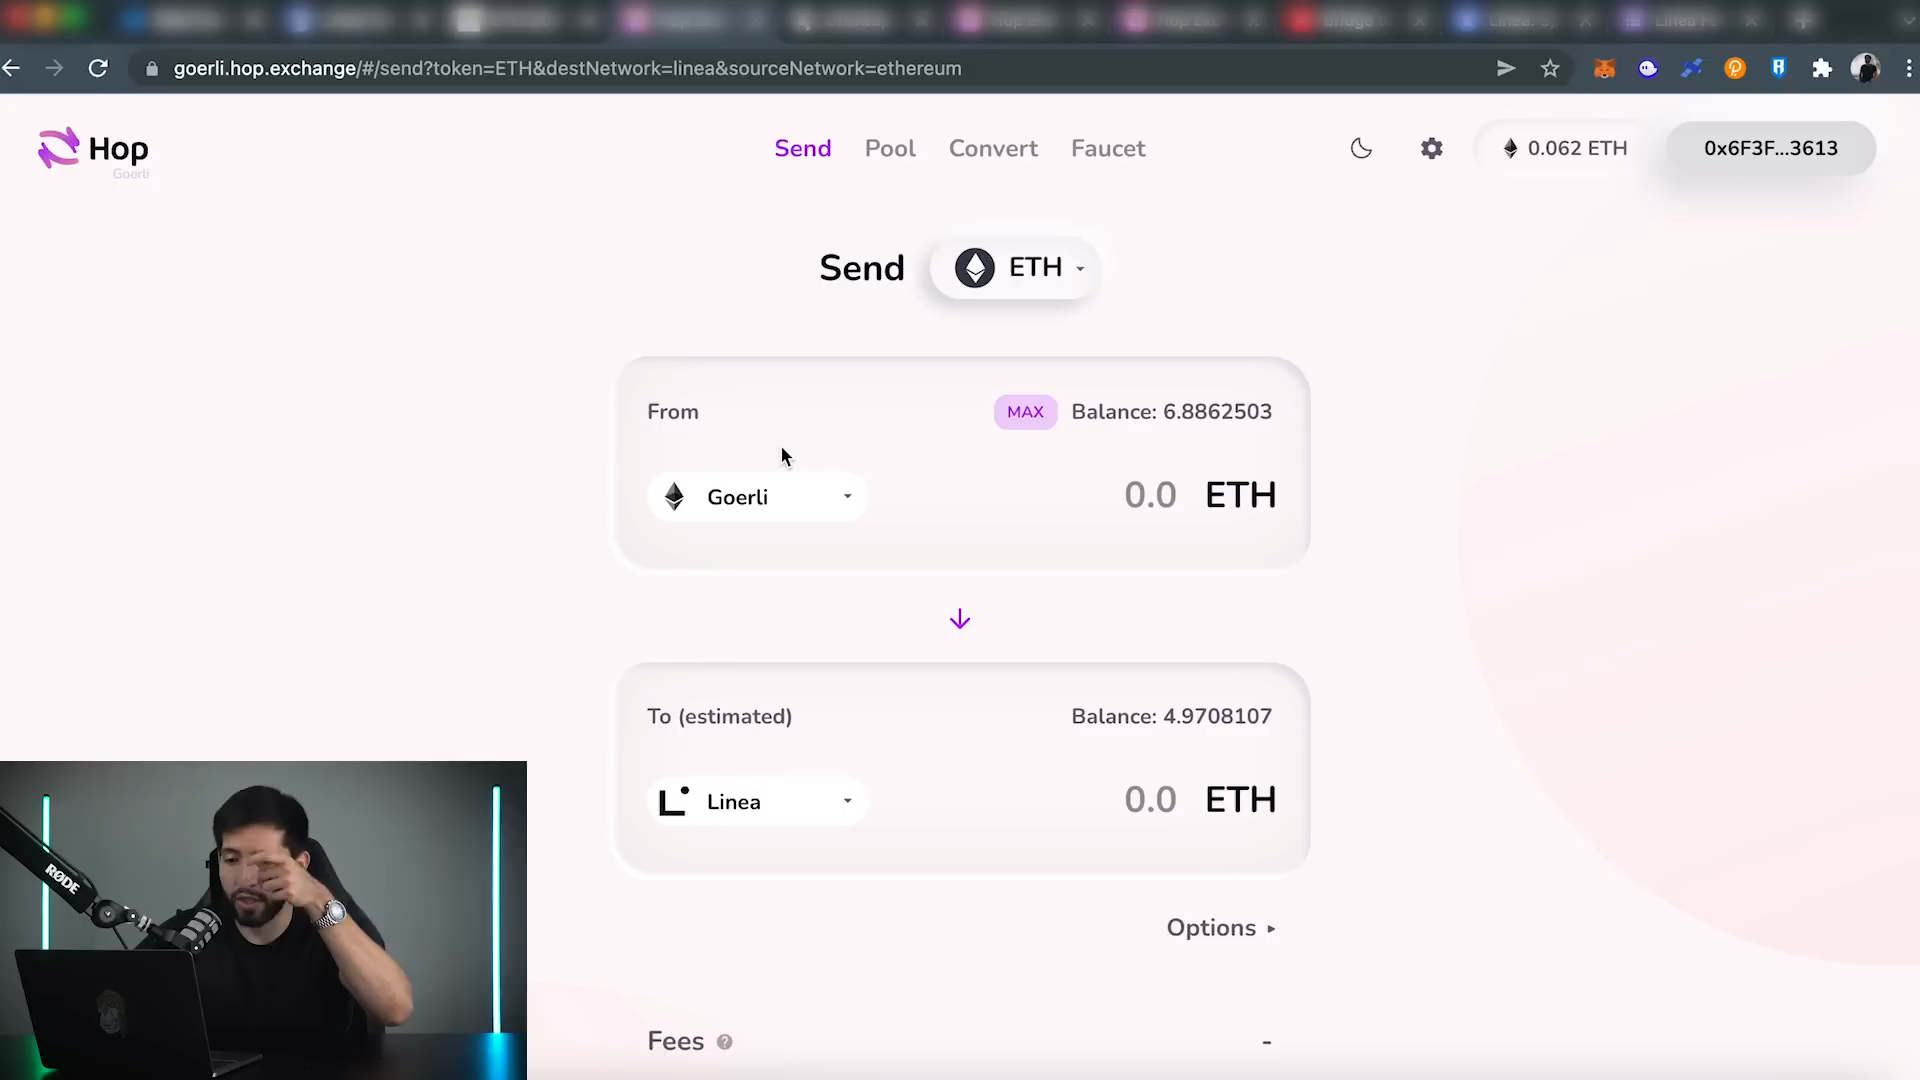 goerli.hop.exchange/#/send?token=ETH&destNetwork=linea&sourceNetwork=ethereum
Hop
Goerli
Send
Pool
Convert
Faucet
0.062 ETH
0x6F3F...3613
Send
ETH
From
MAX
Balance: 6.8862503
Goerli
0.0
ETH
To (estimated)
Balance: 4.9708107
Linea
0.0
ETH
Options
Fees
?
-
RØDE